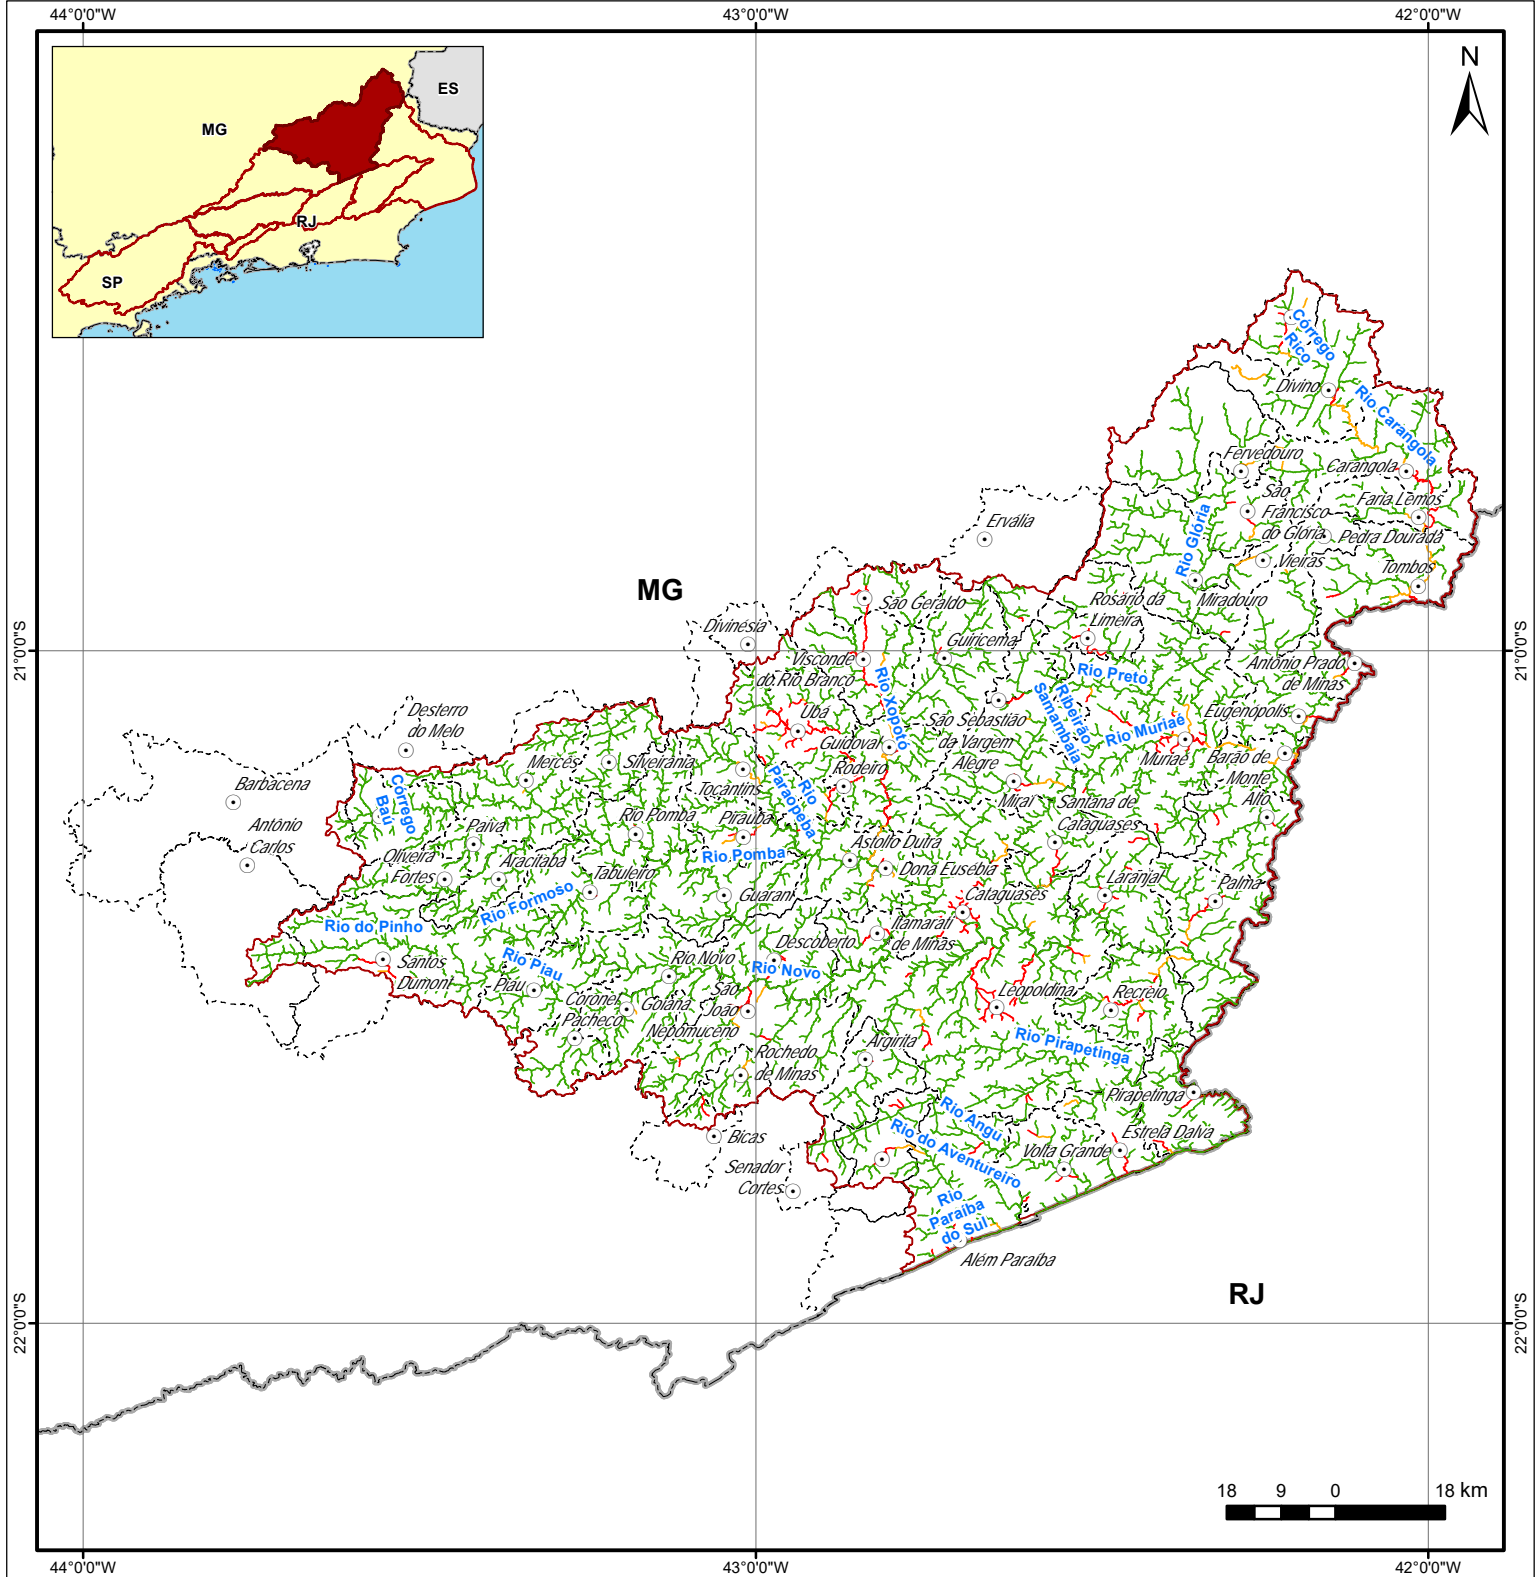 44°0'0"W
43°0'0"W
42°0'0"W
N
ES
MG
RJ
SP
Córrego
Rico
Divino
Rio Carangola
Fervedouro
Carangola
São
Francisco
do Glória
Faria Lemos
Ervália
Rio Glória
Pedra Dourada
Vieiras
Tombos
MG
Miradouro
São Geraldo
Rosário da
Limeira
Divinésia
Guiricema
21°0'0"S
21°0'0"S
Visconde
do Rio Branco
Antônio Prado
de Minas
Rio Preto
Rio Xopotó
Ribeirão
Samambaia
Desterro
do Melo
Ubá
São Sebastião
da Vargem
Alegre
Eugenópolis
Rio Muriaé
Guidoval
Muriaé
Barão de
Monte
Alto
Mercês
Silveirânia
Rodeiro
Tocantins
Rio
Paraopeba
Barbacena
Córrego
Baú
Miraí
Santana de
Cataguases
Antônio
Carlos
Paiva
Rio Pomba
Piraúba
Oliveira
Fortes
Aracitaba
Tabuleiro
Rio Pomba
Astolfo Dutra
Dona Eusébia
Laranjal
Palma
Rio Formoso
Guarani
Cataguases
Rio do Pinho
Itamarati
de Minas
Descoberto
Santos
Dumont
Rio Piau
Piau
Rio Novo
Rio Novo
São
João
Nepomuceno
Coronel
Pacheco
Goianá
Leopoldina
Recreio
Rio Pirapetinga
Rochedo
de Minas
Argirita
Pirapetinga
Rio Angu
Estrela Dalva
Bicas
Rio do Aventureiro
Volta Grande
Senador
Cortes
Rio
Paraíba
do Sul
Além Paraíba
RJ
22°0'0"S
22°0'0"S
18 9 0 18 km
44°0'0"W
43°0'0"W
42°0'0"W